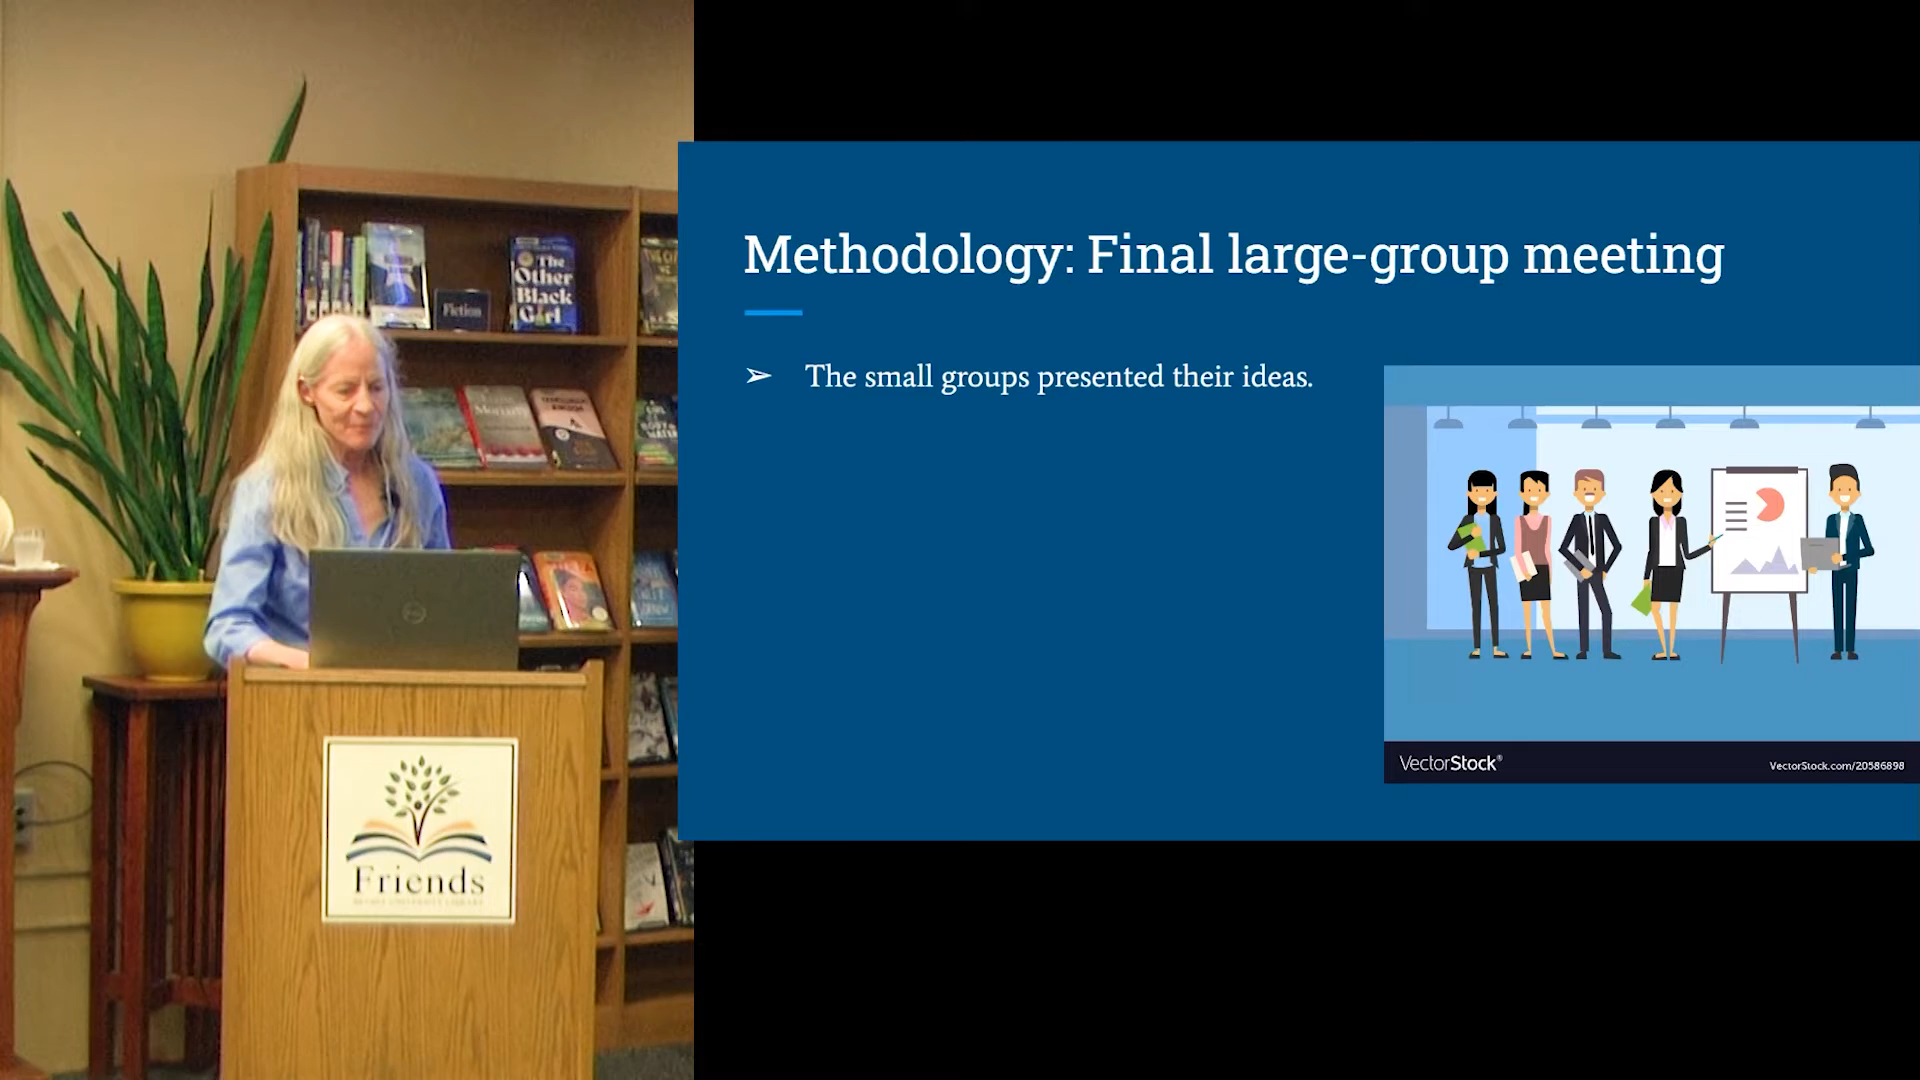 Methodology: Final large-group meeting
➢ The small groups presented their ideas.
VectorStock®
VectorStock.com/20586898
Fiction
The
Other
Black
Girl
Moriarty
Friends